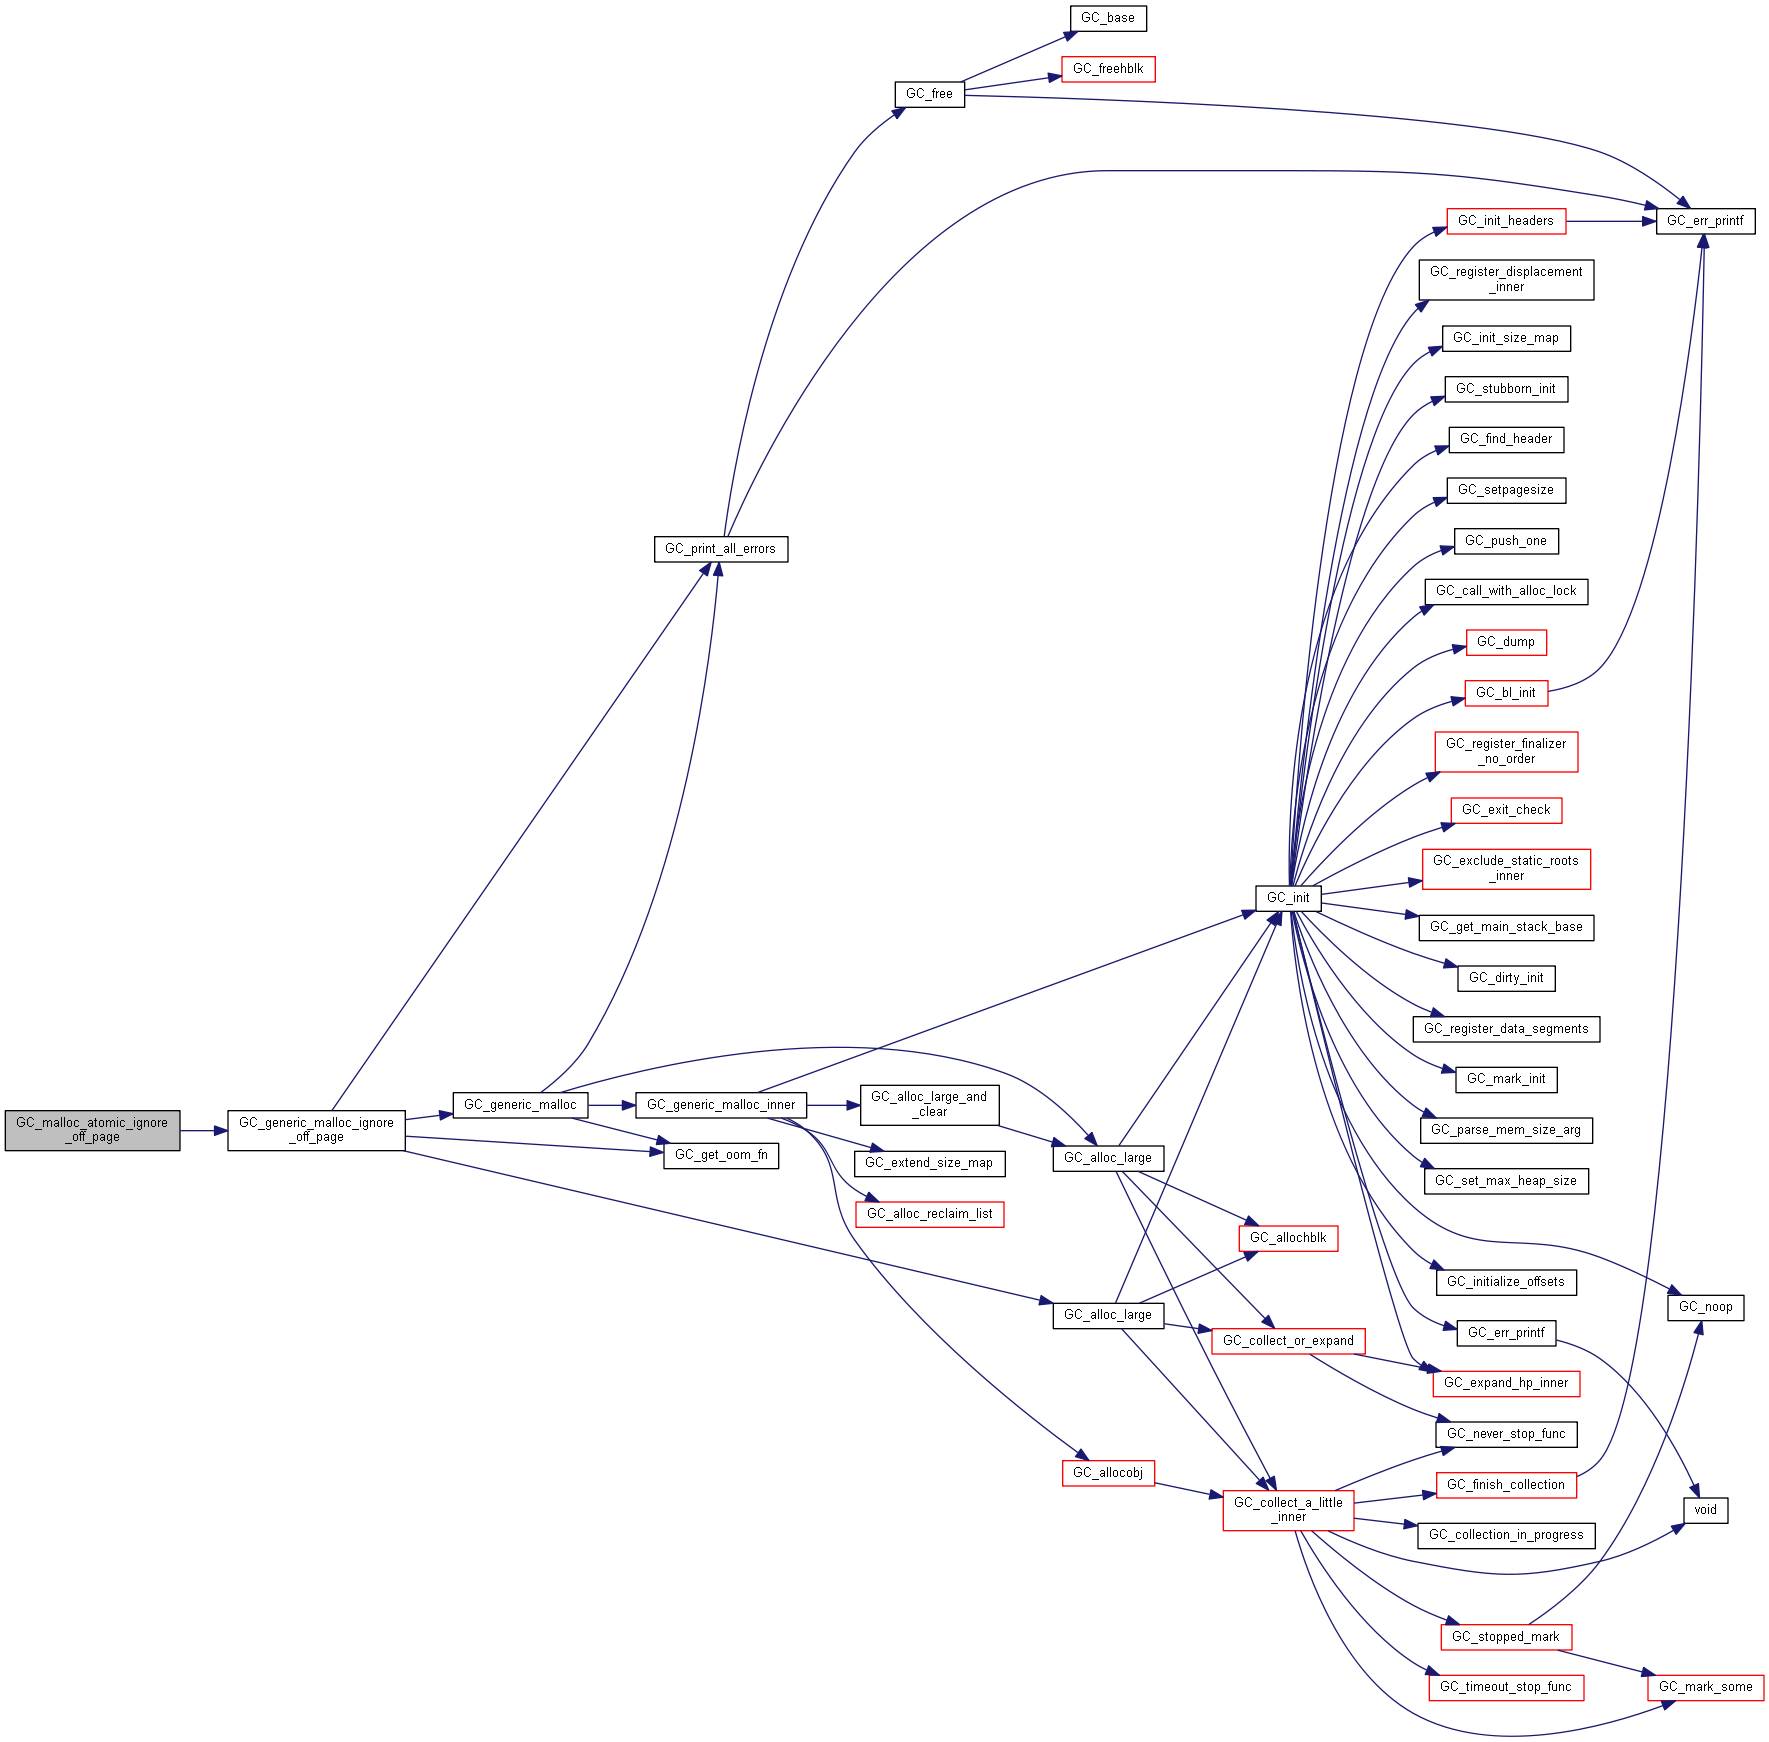 GC_base
GC_freehblk
GC_free
GC_init_headers
GC_err_printf
GC_register_displacement
_inner
GC_init_size_map
GC_stubborn_init
GC_find_header
GC_setpagesize
GC_push_one
GC_print_all_errors
GC_call_with_alloc_lock
GC_dump
GC_bl_init
GC_register_finalizer
_no_order
GC_exit_check
GC_exclude_static_roots
_inner
GC_init
GC_get_main_stack_base
GC_dirty_init
GC_register_data_segments
GC_mark_init
GC_malloc_atomic_ignore
_off_page
GC_generic_malloc_ignore
_off_page
GC_generic_malloc
GC_generic_malloc_inner
GC_alloc_large_and
_clear
GC_parse_mem_size_arg
GC_get_oom_fn
GC_extend_size_map
GC_alloc_large
GC_set_max_heap_size
GC_alloc_reclaim_list
GC_allochblk
GC_initialize_offsets
GC_noop
GC_alloc_large
GC_collect_or_expand
GC_err_printf
GC_expand_hp_inner
GC_never_stop_func
GC_allocobj
GC_finish_collection
GC_collect_a_little
_inner
void
GC_collection_in_progress
GC_stopped_mark
GC_timeout_stop_func
GC_mark_some